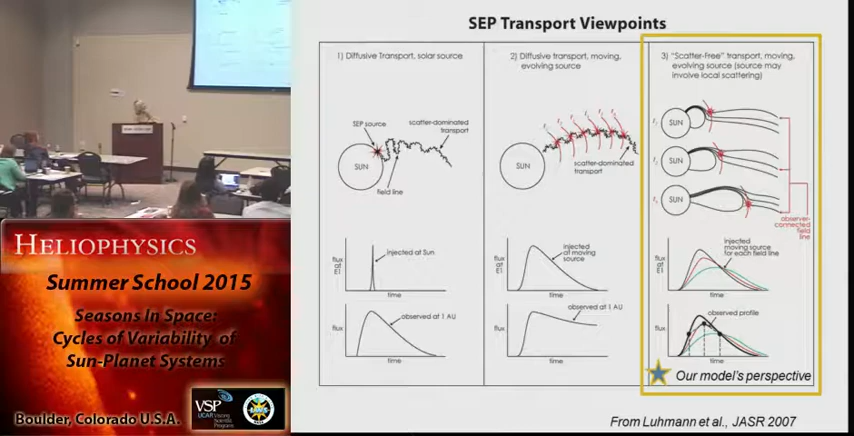 SEP Transport Viewpoints
1) Diffusive Transport, solar source
SEP source
scatter-dominated
transport
SUN
field line
flux
at
E1
injected at Sun
time
flux
observed at 1 AU
time
2) Diffusive transport, moving,
evolving source
SUN
scatter-dominated
transport
flux
at
E1
injected
at moving
source
time
flux
observed at 1 AU
time
3) "Scatter-Free" transport, moving,
evolving source (source may
involve local scattering)
SUN
SUN
SUN
observer-
connected
field
line
flux
at
E1
Injected
moving source
for each field line
time
flux
observed profile
time
Our model's perspective
From Luhmann et al., JASR 2007
HELIOPHYSICS
Summer School 2015
Seasons In Space:
Cycles of Variability of
Sun-Planet Systems
Boulder, Colorado U.S.A.
VSP
UCAR Visiting
Scientist
Programs